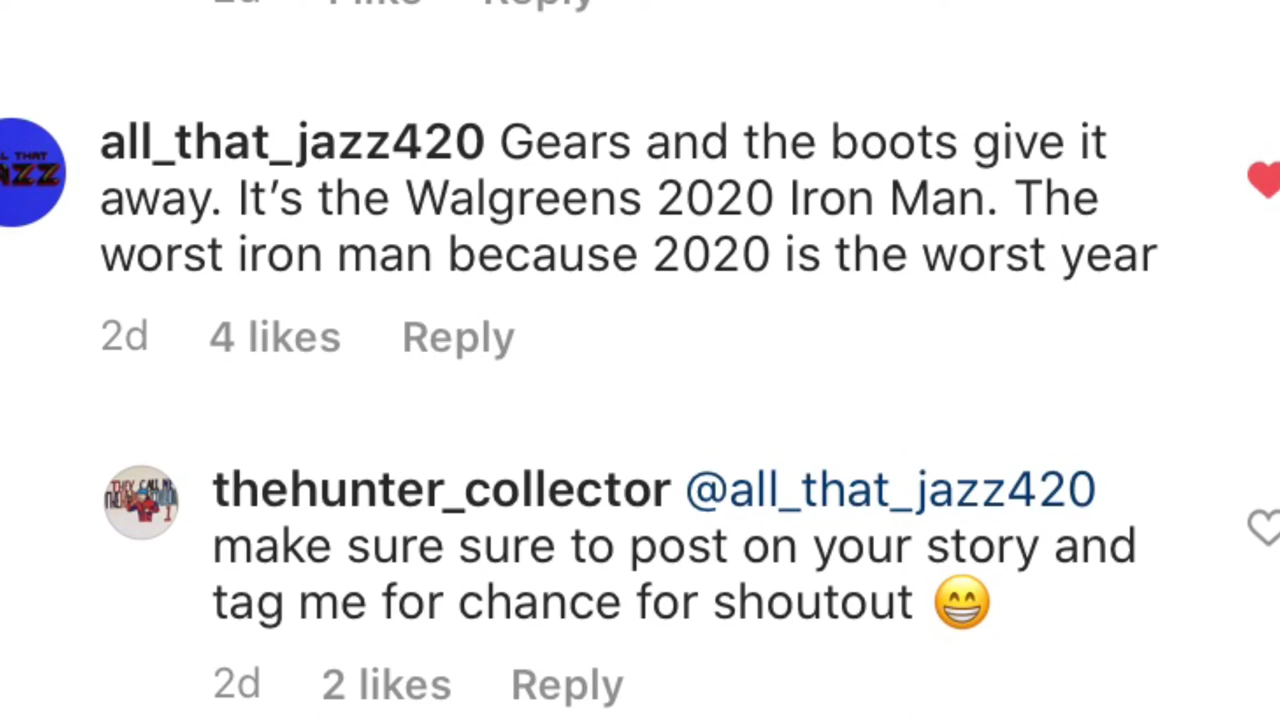 all_that_jazz420 Gears and the boots give it
away. It's the Walgreens 2020 Iron Man. The
worst iron man because 2020 is the worst year
2d 4 likes Reply
thehunter_collector @all_that_jazz420
make sure sure to post on your story and
tag me for chance for shoutout 😁
2d 2 likes Reply